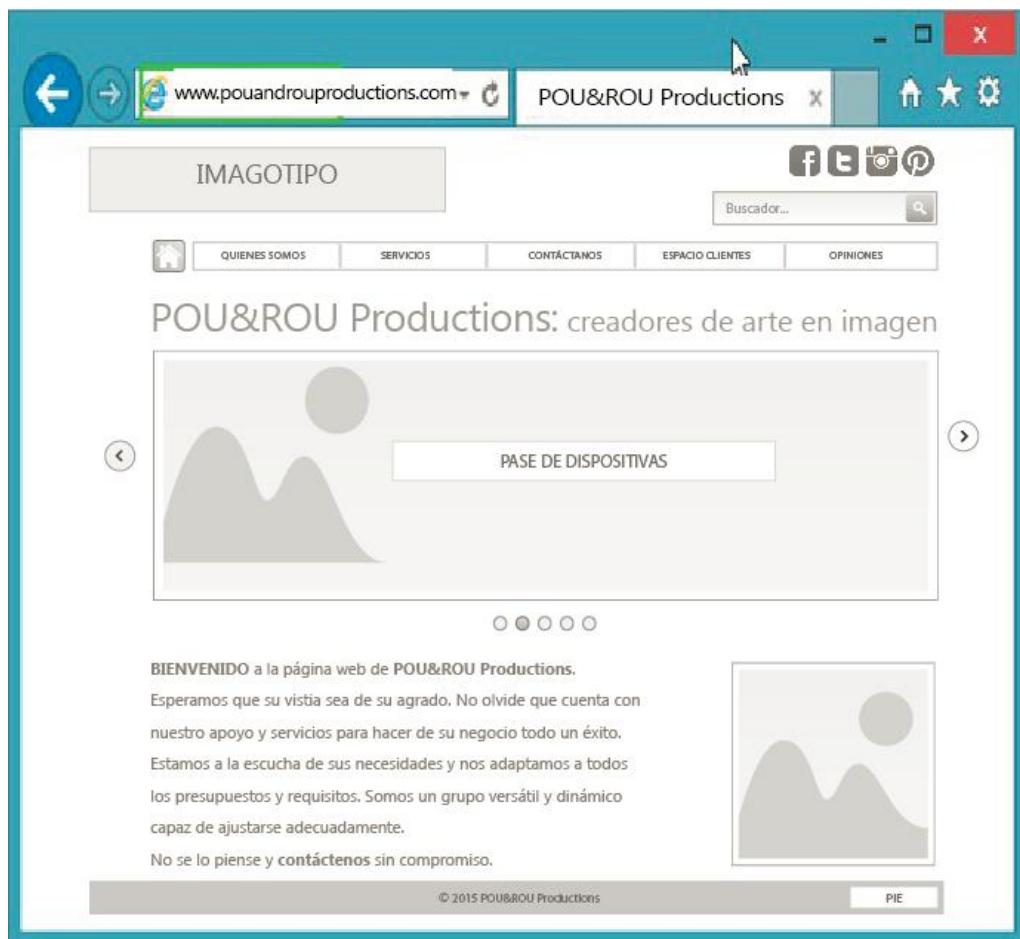 X
www.pouandrouproductions.com
POU&ROU Productions
IMAGOTIPO
Buscador...
QUIENES SOMOS
SERVICIOS
CONTÁCTANOS
ESPACIO CLIENTES
OPINIONES
POU&ROU Productions: creadores de arte en imagen
PASE DE DISPOSITIVAS
BIENVENIDO a la página web de POU&ROU Productions.
Esperamos que su vistia sea de su agrado. No olvide que cuenta con
nuestro apoyo y servicios para hacer de su negocio todo un éxito.
Estamos a la escucha de sus necesidades y nos adaptamos a todos
los presupuestos y requisitos. Somos un grupo versátil y dinámico
capaz de ajustarse adecuadamente.
No se lo piense y contáctenos sin compromiso.
© 2015 POU&ROU Productions
PIE